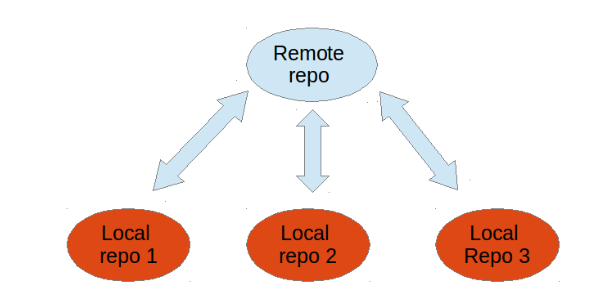 Remote
repo
Local
repo 1
Local
repo 2
Local
Repo 3